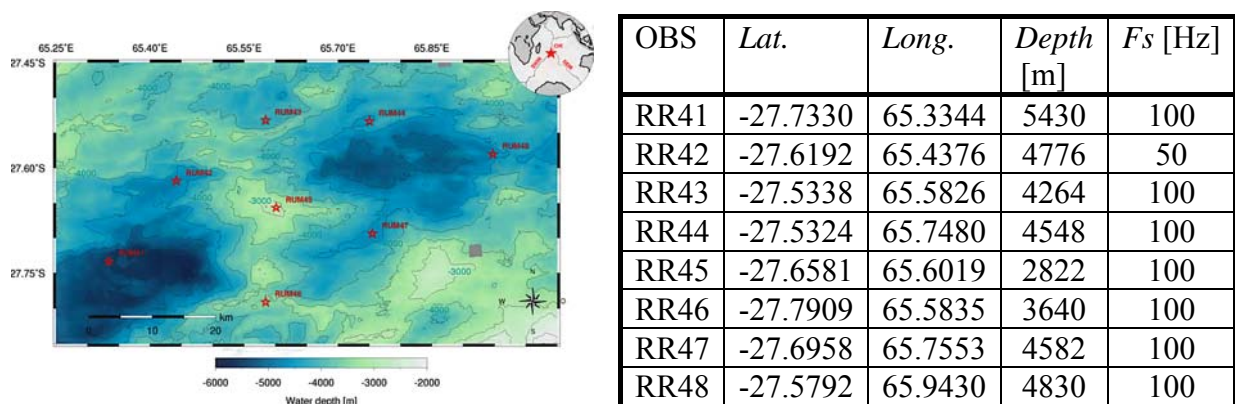 65.25°E 65.40°E 65.55°E 65.70°E 65.85°E
27.45°S
27.60°S
27.75°S
-4000
-4000
RUM43
RUM44
RUM48
RUM42
-3000
RUM45
RUM47
-4000
-3000
RUM46
N
W
S
km
0 10 20
-6000 -5000 -4000 -3000 -2000
Water depth [m]
OBS Lat. Long. Depth [m] Fs [Hz]
RR41 -27.7330 65.3344 5430 100
RR42 -27.6192 65.4376 4776 50
RR43 -27.5338 65.5826 4264 100
RR44 -27.5324 65.7480 4548 100
RR45 -27.6581 65.6019 2822 100
RR46 -27.7909 65.5835 3640 100
RR47 -27.6958 65.7553 4582 100
RR48 -27.5792 65.9430 4830 100